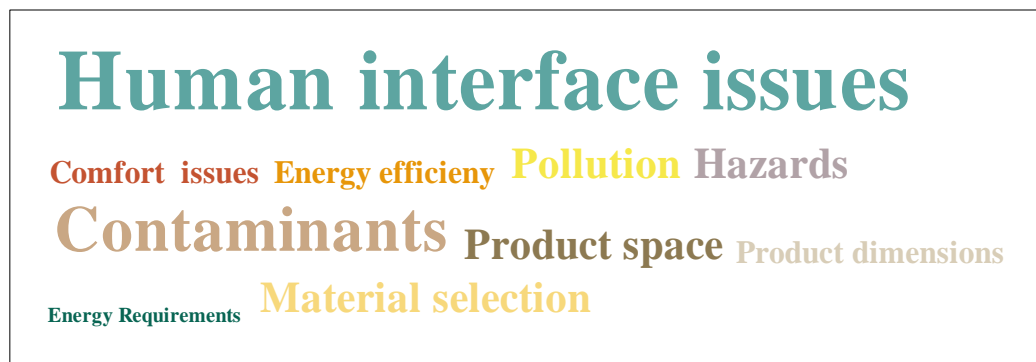 Human interface issues
Comfort issues Energy efficieny Pollution Hazards
Contaminants Product space Product dimensions
Energy Requirements Material selection